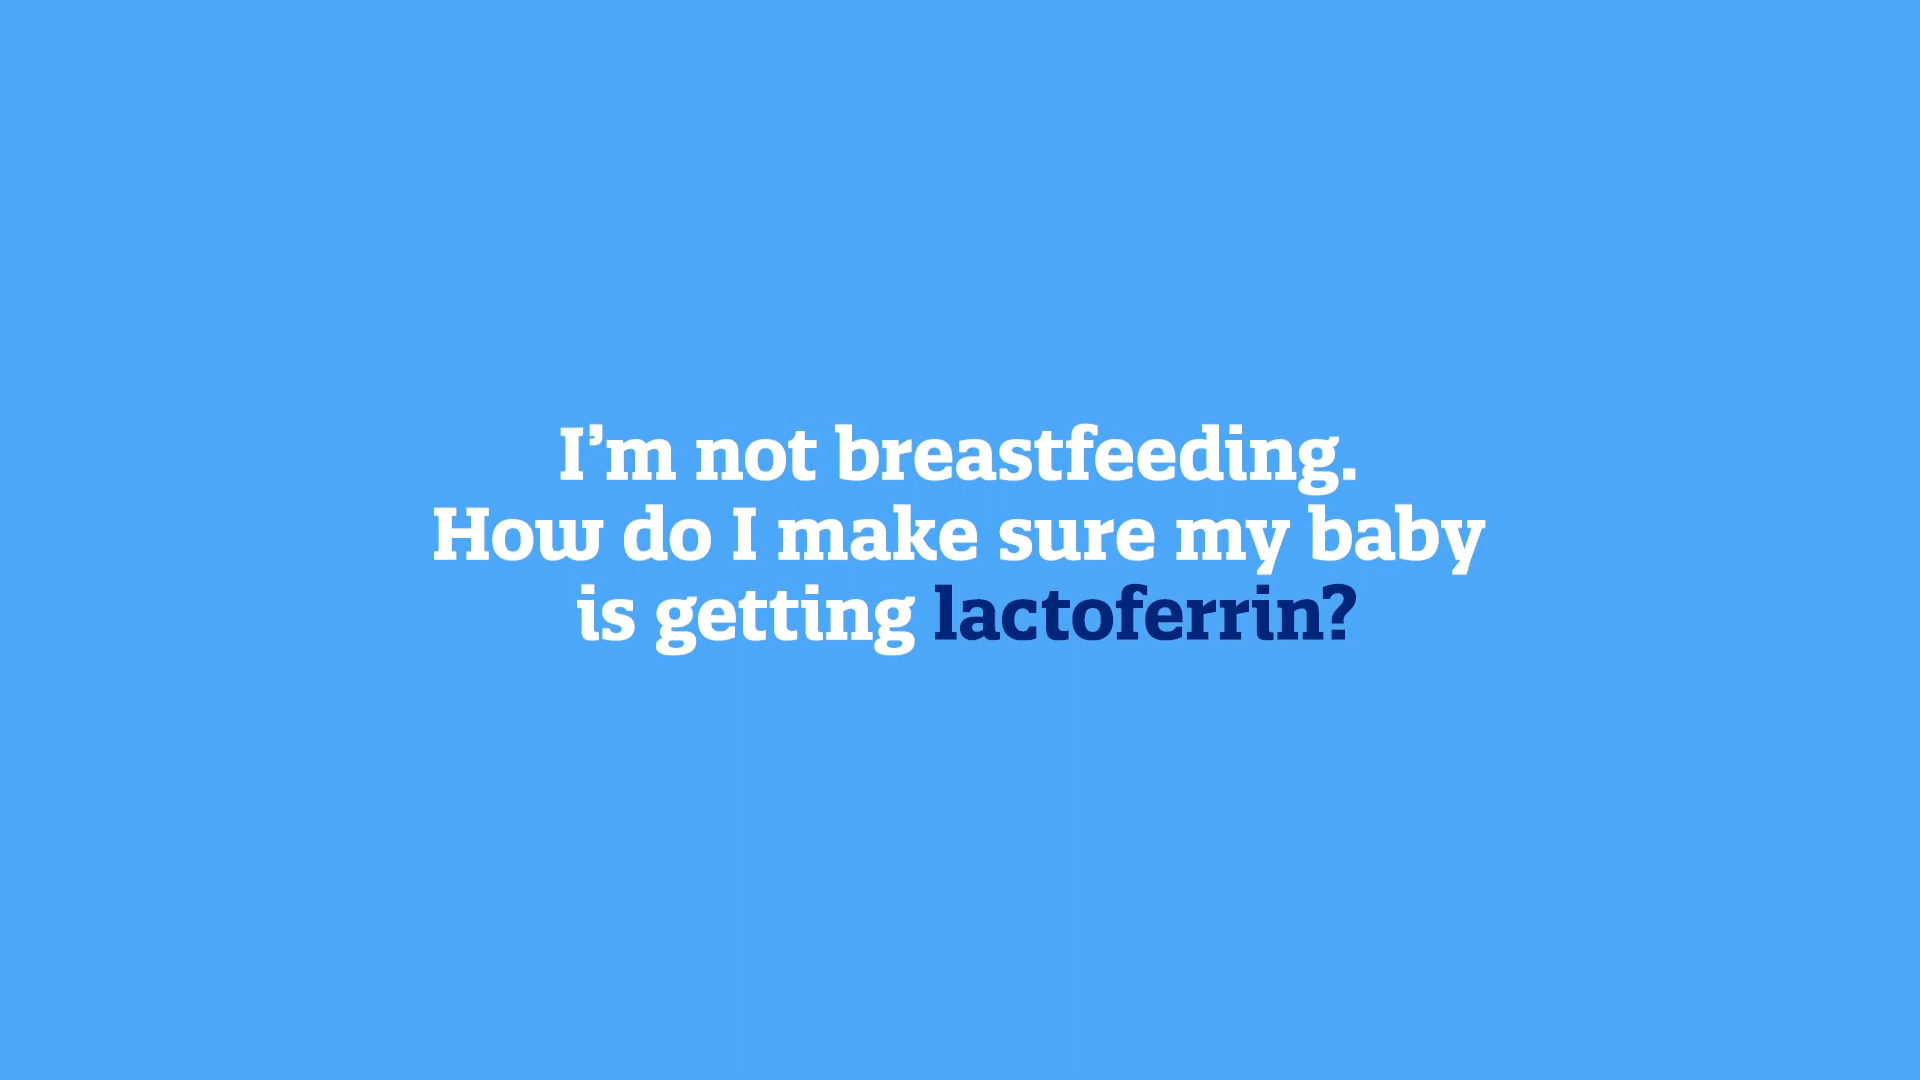 I’m not breastfeeding.
How do I make sure my baby
is getting lactoferrin?